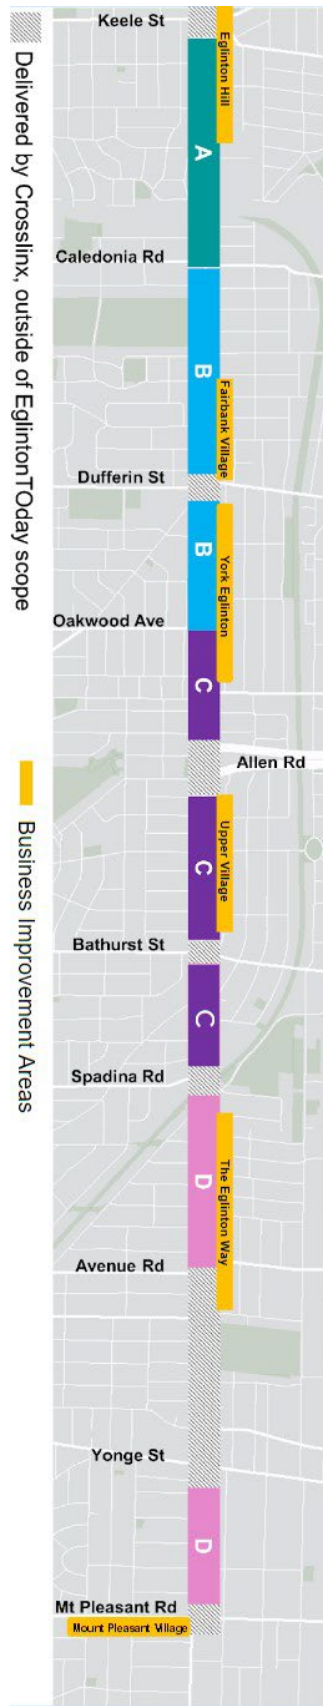 Keele St
Eglinton Hill
A
Caledonia Rd
B
Fairbank Village
Dufferin St
B
York Eglinton
Oakwood Ave
C
Allen Rd
C
Upper Village
Bathurst St
C
Spadina Rd
D
The Eglinton Way
Avenue Rd
Yonge St
D
Mt Pleasant Rd
Mount Pleasant Village
Delivered by Crosslinx, outside of EglintonTOday scope
Business Improvement Areas